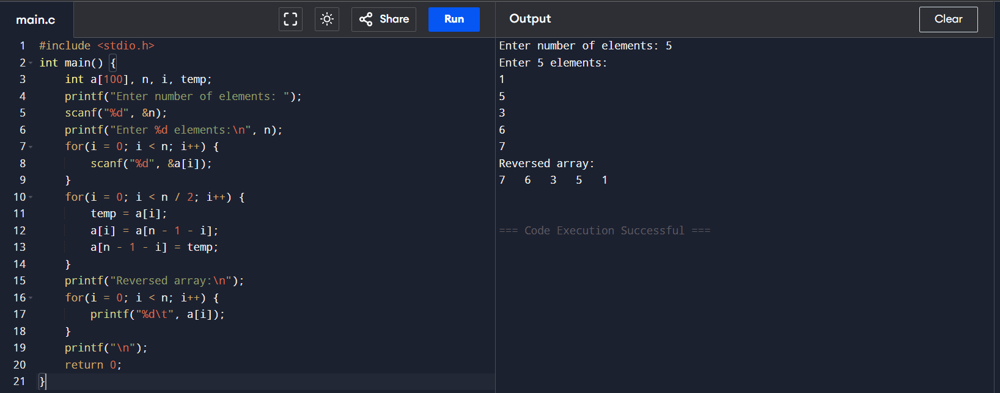 main.c
Share
Run
Output
Clear
1 #include <stdio.h>
2 int main() {
3     int a[100], n, i, temp;
4     printf("Enter number of elements: ");
5     scanf("%d", &n);
6     printf("Enter %d elements:\n", n);
7     for(i = 0; i < n; i++) {
8         scanf("%d", &a[i]);
9     }
10     for(i = 0; i < n / 2; i++) {
11         temp = a[i];
12         a[i] = a[n - 1 - i];
13         a[n - 1 - i] = temp;
14     }
15     printf("Reversed array:\n");
16     for(i = 0; i < n; i++) {
17         printf("%d\t", a[i]);
18     }
19     printf("\n");
20     return 0;
21 }
Enter number of elements: 5
Enter 5 elements:
1
5
3
6
7
Reversed array:
7   6   3   5   1
=== Code Execution Successful ===